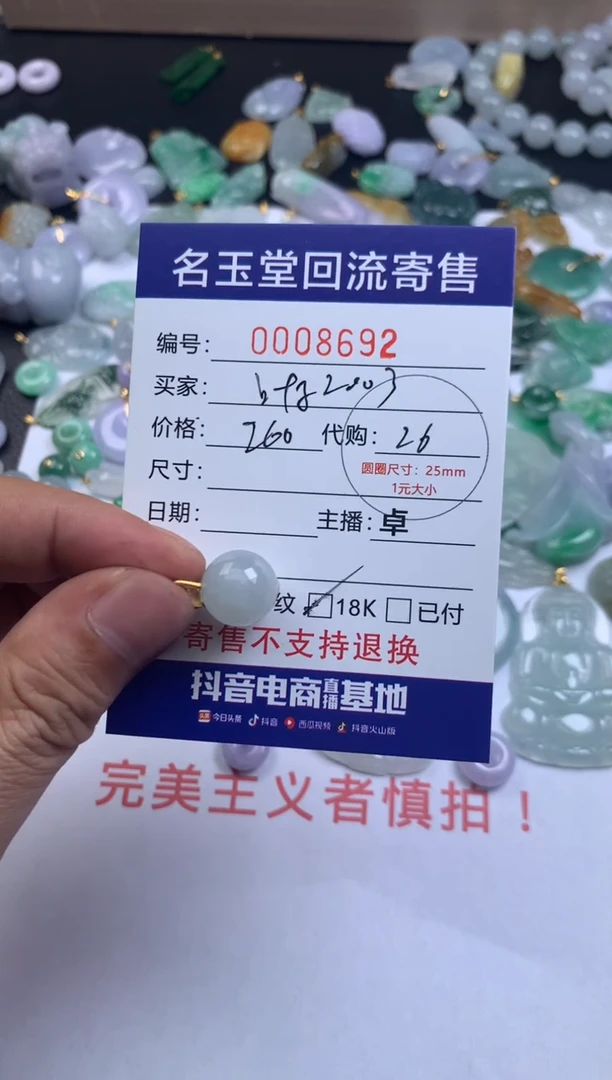 名玉堂回流寄售
编号: 0008692
买家:
价格: 260 代购: 26
圆圈尺寸: 25mm
1元大小
尺寸:
日期: 主播: 卓
纹 18K 已付
寄售不支持退换
抖音电商直播基地
头条 今日头条 抖音 西瓜视频 抖音火山版
完美主义者慎拍！